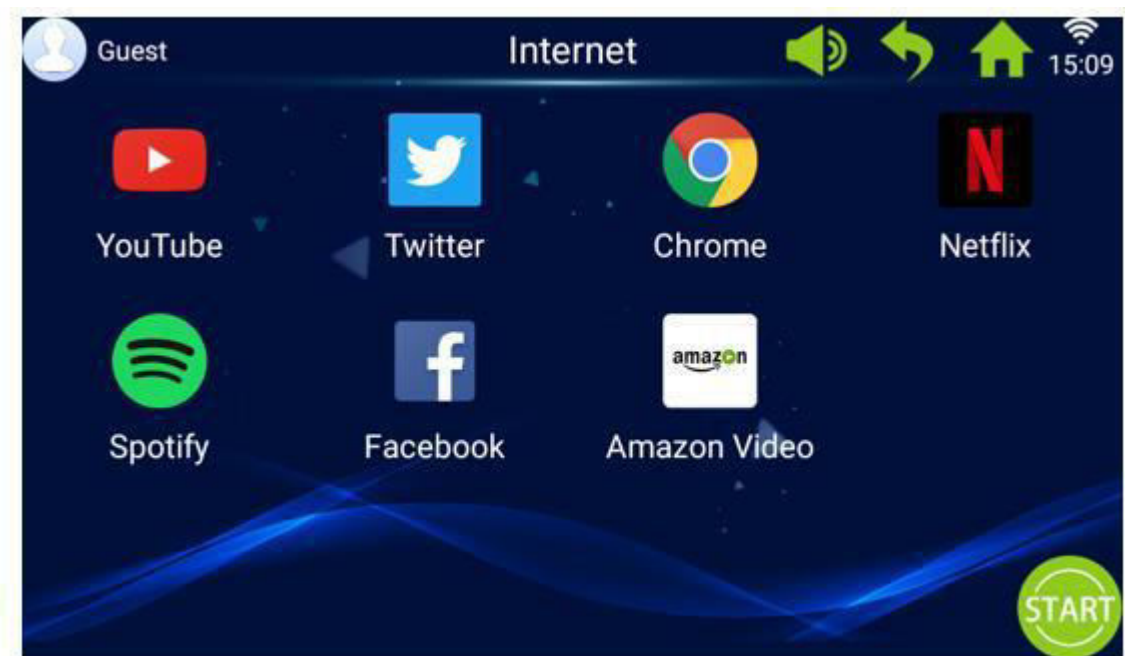 Guest Internet 15:09
YouTube Twitter Chrome Netflix
amazon
Spotify Facebook Amazon Video
START